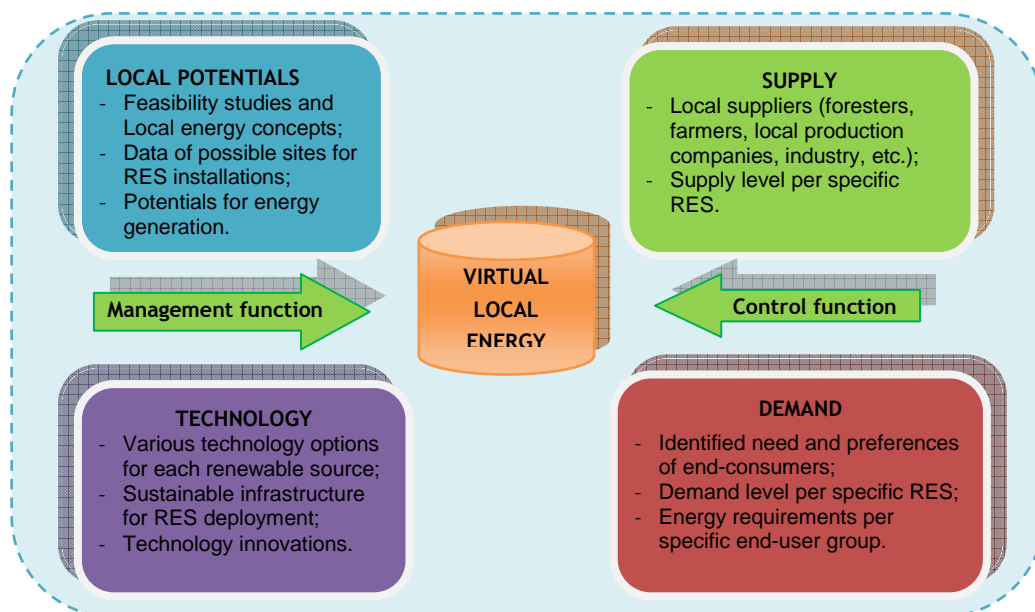 LOCAL POTENTIALS
- Feasibility studies and
Local energy concepts;
- Data of possible sites for
RES installations;
- Potentials for energy
generation.
SUPPLY
- Local suppliers (foresters,
farmers, local production
companies, industry, etc.);
- Supply level per specific
RES.
Management function
VIRTUAL
LOCAL
ENERGY
Control function
TECHNOLOGY
- Various technology options
for each renewable source;
- Sustainable infrastructure
for RES deployment;
- Technology innovations.
DEMAND
- Identified need and preferences
of end-consumers;
- Demand level per specific RES;
- Energy requirements per
specific end-user group.